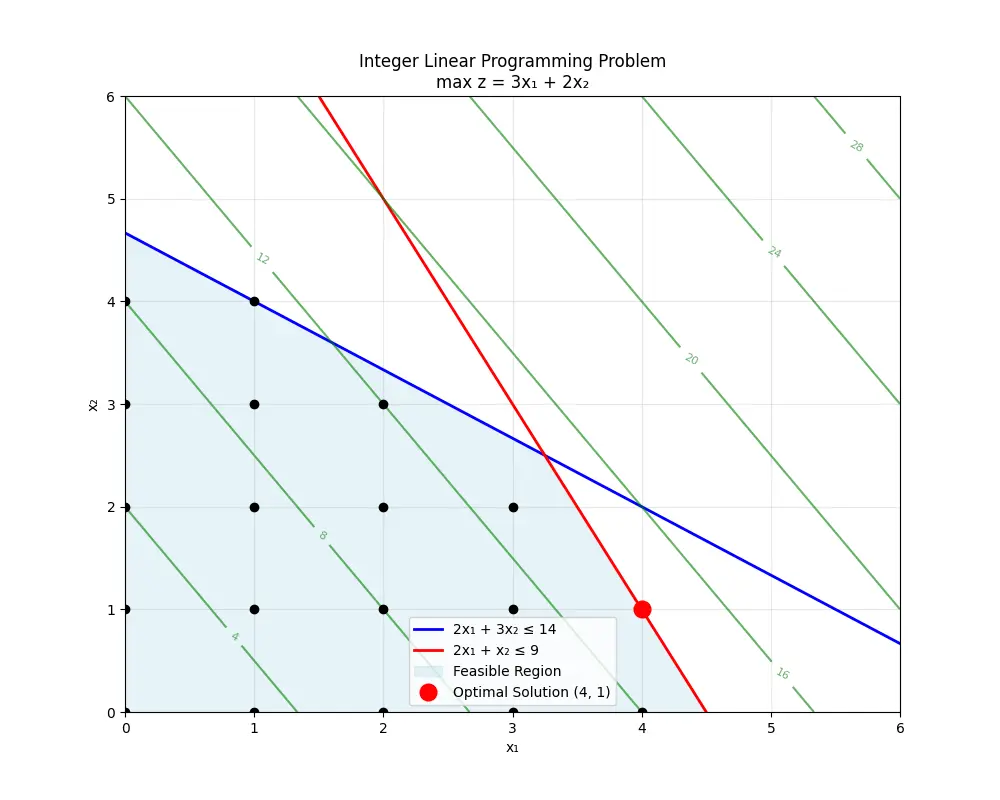 Integer Linear Programming Problem
max z = 3x₁ + 2x₂
6
5
4
3
2
1
0
x₂
28
24
12
20
8
4
16
2x₁ + 3x₂ ≤ 14
2x₁ + x₂ ≤ 9
Feasible Region
Optimal Solution (4, 1)
0 1 2 3 4 5 6
x₁